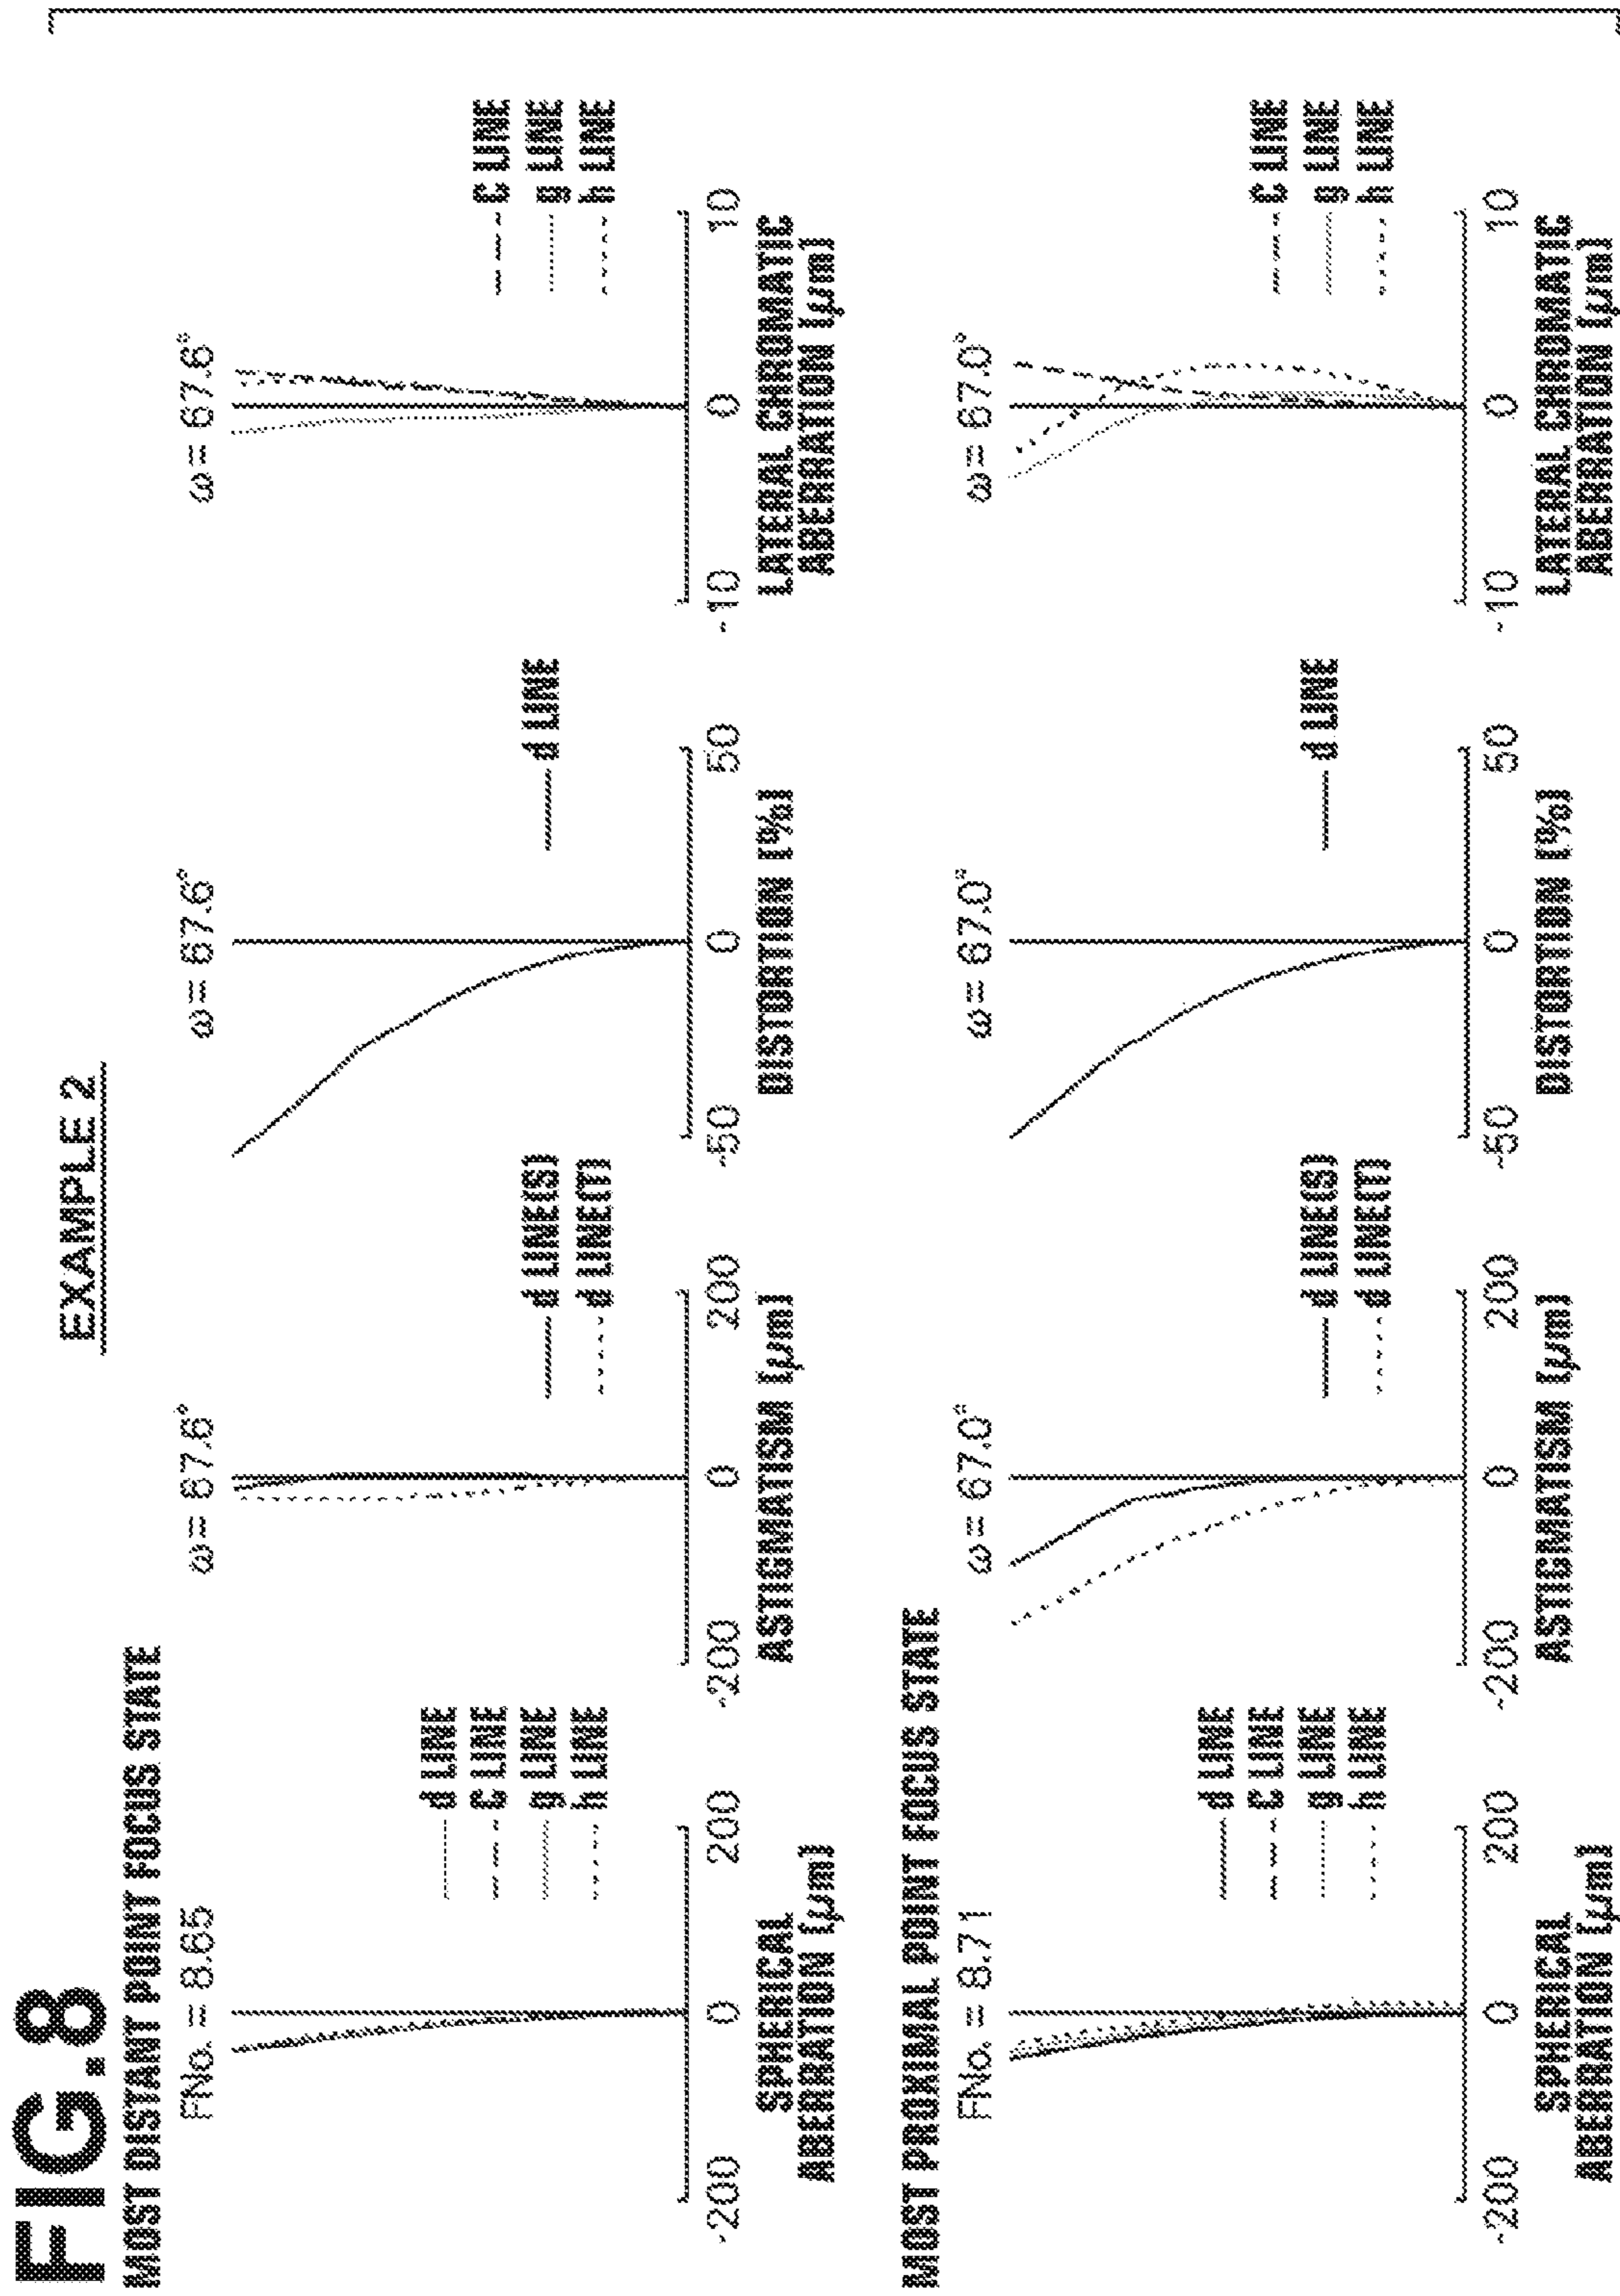 FIG.8
EXAMPLE 2
MOST DISTANT POINT FOCUS STATE
FNo. = 8.65
d LINE
C LINE
g LINE
h LINE
-200 0 200
SPHERICAL
ABERRATION [μm]
ω= 67.6°
d LINE(S)
d LINE(T)
-200 0 200
ASTIGMATISM [μm]
ω= 67.6°
d LINE
-50 0 50
DISTORTION [%]
ω= 67.6°
C LINE
g LINE
h LINE
-10 0 10
LATERAL CHROMATIC
ABERRATION [μm]
MOST PROXIMAL POINT FOCUS STATE
FNo. = 8.71
d LINE
C LINE
g LINE
h LINE
-200 0 200
SPHERICAL
ABERRATION [μm]
ω= 67.0°
d LINE(S)
d LINE(T)
-200 0 200
ASTIGMATISM [μm]
ω= 67.0°
d LINE
-50 0 50
DISTORTION [%]
ω= 67.0°
C LINE
g LINE
h LINE
-10 0 10
LATERAL CHROMATIC
ABERRATION [μm]